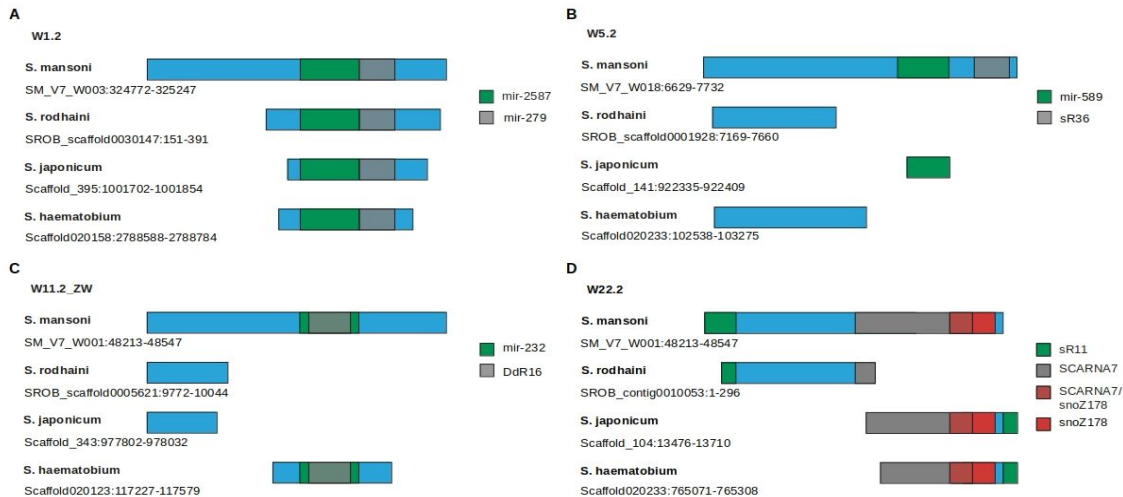 A
W1.2
S. mansoni
SM_V7_W003:324772-325247
S. rodhaini
SROB_scaffold0030147:151-391
S. japonicum
Scaffold_395:1001702-1001854
S. haematobium
Scaffold020158:2788588-2788784
mir-2587
mir-279
B
W5.2
S. mansoni
SM_V7_W018:6629-7732
S. rodhaini
SROB_scaffold0001928:7169-7660
S. japonicum
Scaffold_141:922335-922409
S. haematobium
Scaffold020233:102538-103275
mir-589
sR36
C
W11.2_ZW
S. mansoni
SM_V7_W001:48213-48547
S. rodhaini
SROB_scaffold0005621:9772-10044
S. japonicum
Scaffold_343:977802-978032
S. haematobium
Scaffold020123:117227-117579
mir-232
DdR16
D
W22.2
S. mansoni
SM_V7_W001:48213-48547
S. rodhaini
SROB_contig0010053:1-296
S. japonicum
Scaffold_104:13476-13710
S. haematobium
Scaffold020233:765071-765308
sR11
SCARNA7
SCARNA7/
snoZ178
snoZ178